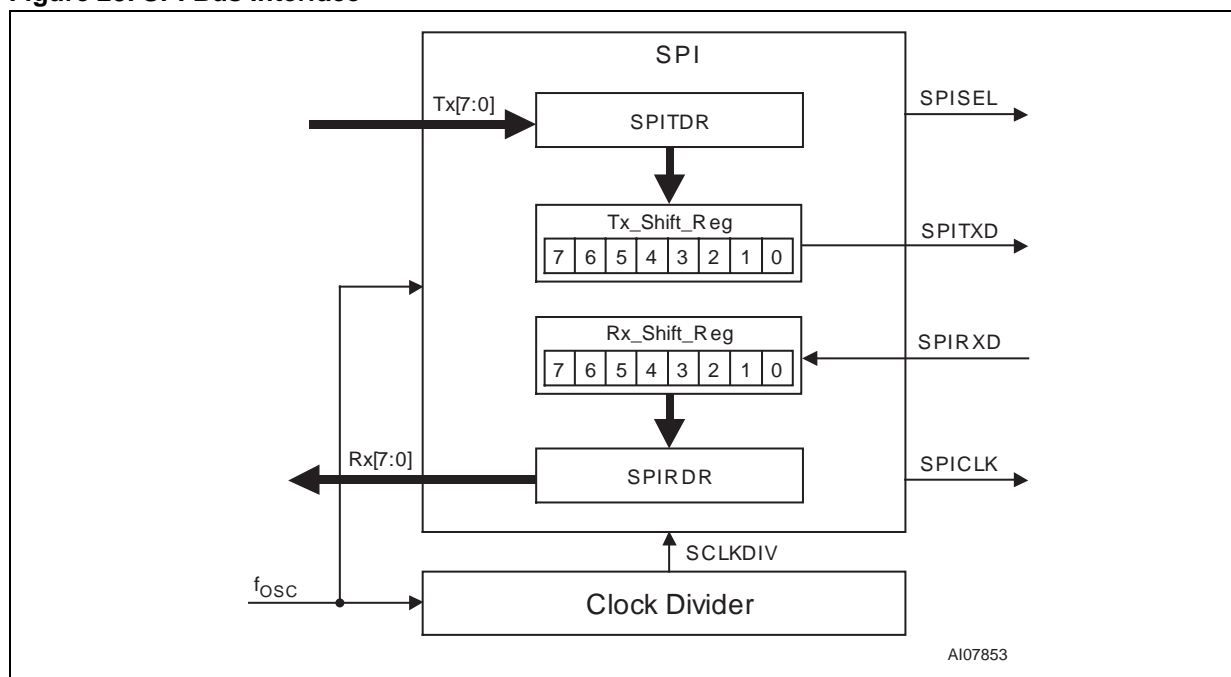 SPI
Tx[7:0]
SPITDR
SPISEL
Tx_Shift_Reg
7 6 5 4 3 2 1 0
SPITXD
Rx_Shift_Reg
7 6 5 4 3 2 1 0
SPIRXD
Rx[7:0]
SPIRDR
SPICLK
SCLKDIV
fOSC
Clock Divider
AI07853